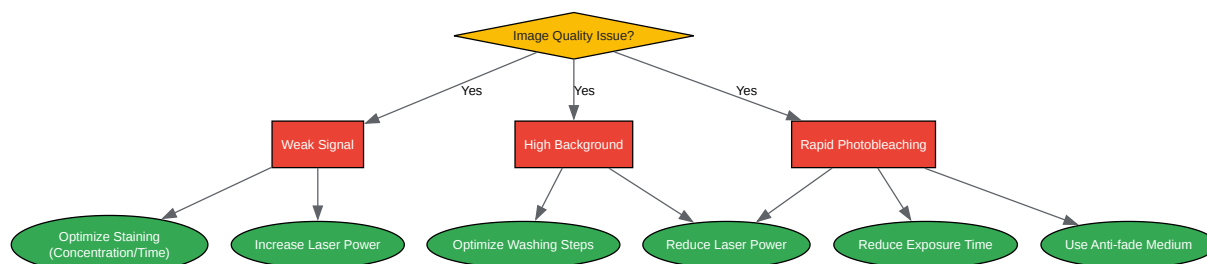 Image Quality Issue?
Yes
Yes
Yes
Weak Signal
High Background
Rapid Photobleaching
Optimize Staining
(Concentration/Time)
Increase Laser Power
Optimize Washing Steps
Reduce Laser Power
Reduce Exposure Time
Use Anti-fade Medium